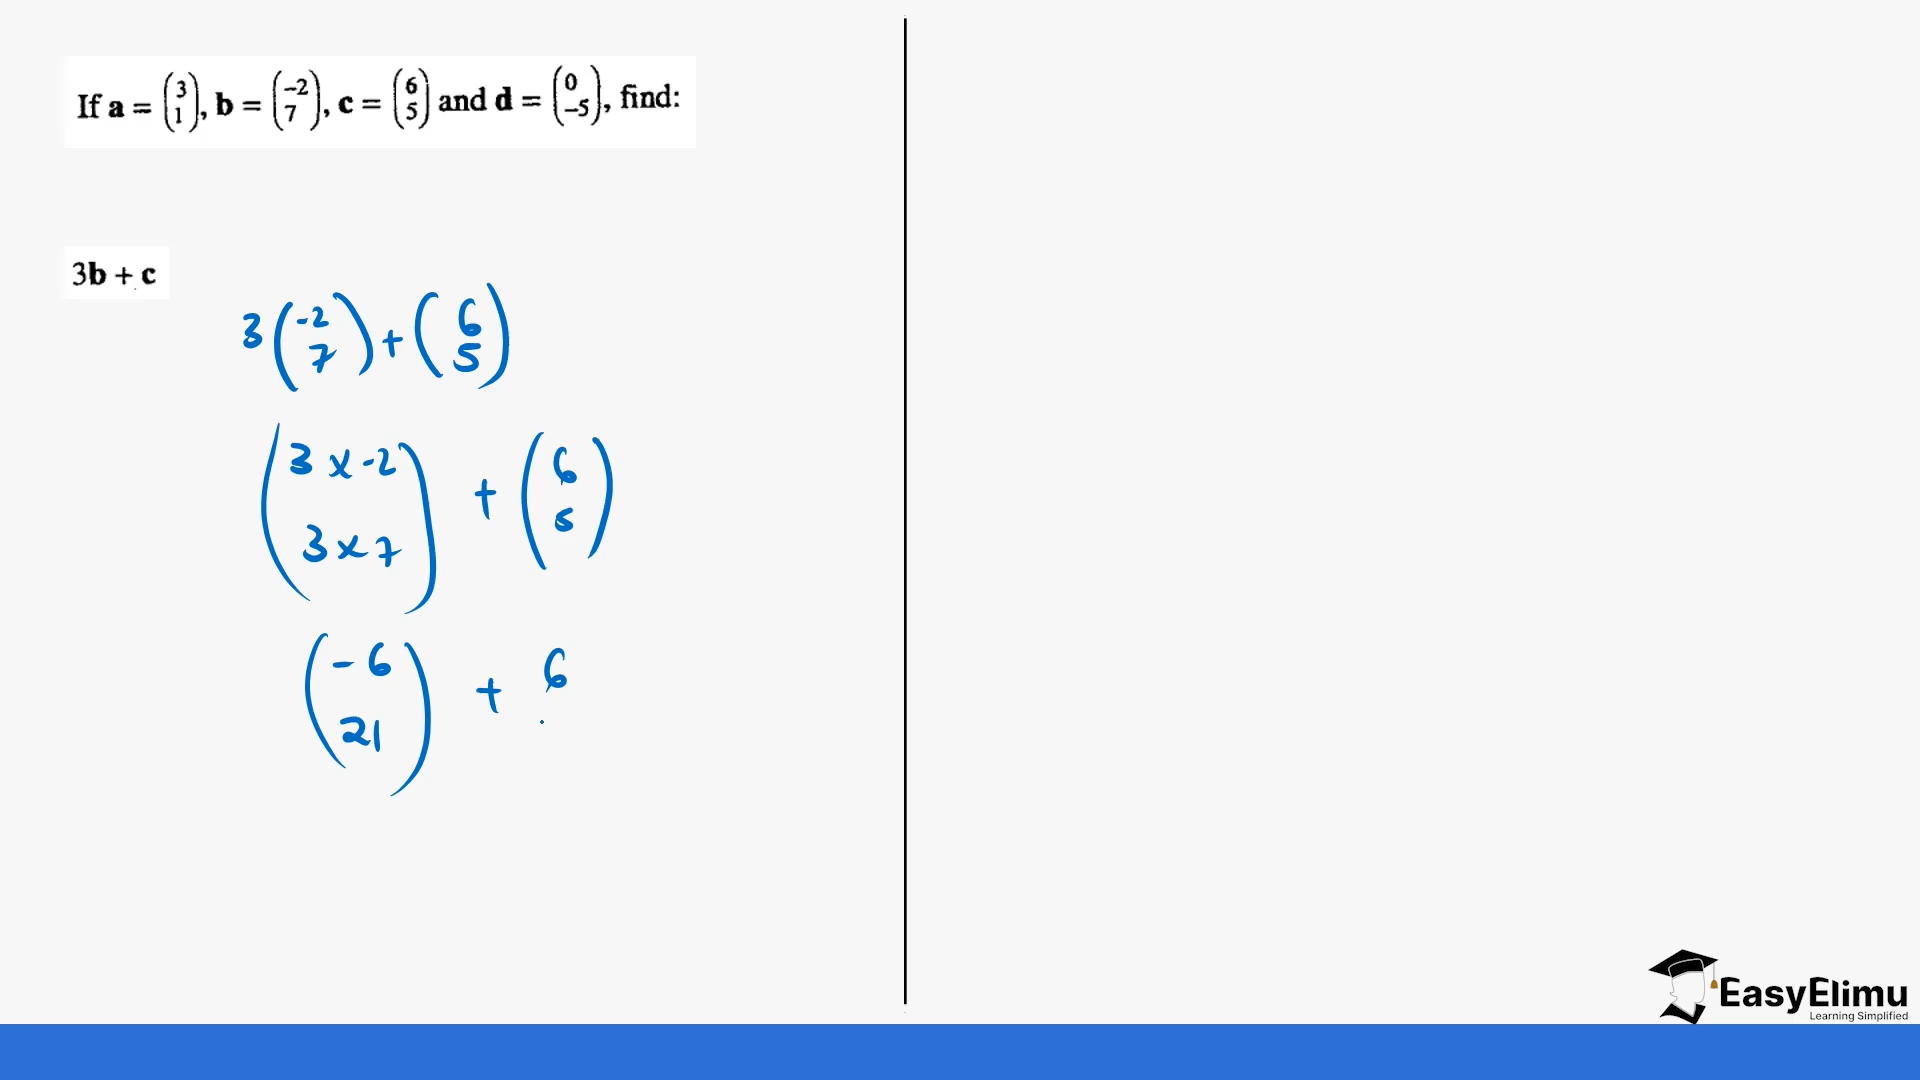 If a = (3 1), b = (-2 7), c = (6 5) and d = (0 -5), find:
3b + c
3(-2 7) + (6 5)
(3 x -2 3 x 7) + (6 5)
(-6 21) + 6
EasyElimu
Learning Simplified